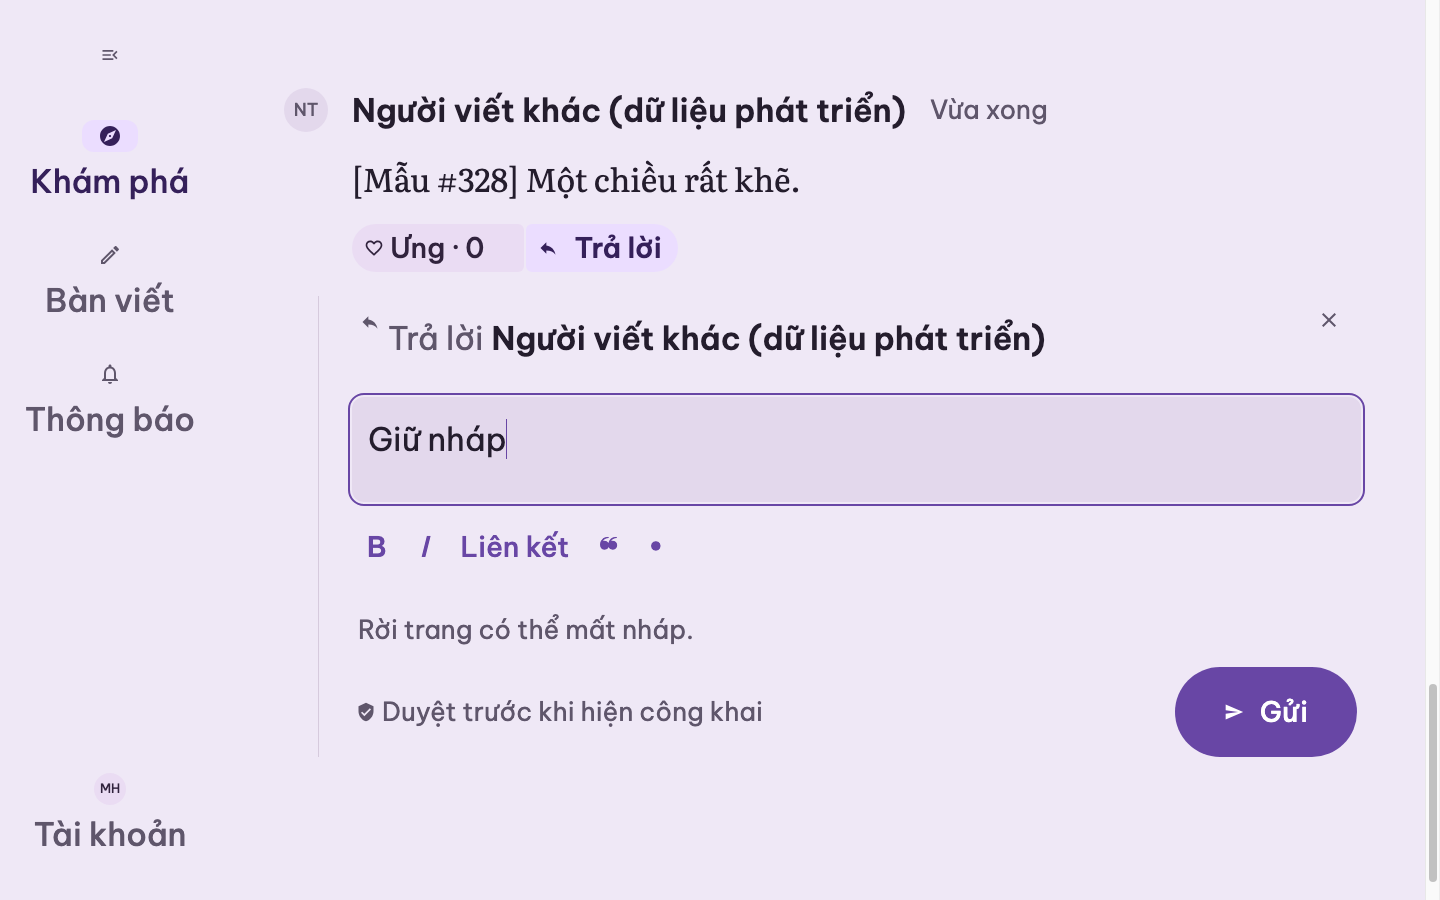 Khám phá
Bàn viết
Thông báo
MH
Tài khoản
NT
Người viết khác (dữ liệu phát triển) Vừa xong
[Mẫu #328] Một chiều rất khẽ.
Ưng · 0 Trả lời
Trả lời Người viết khác (dữ liệu phát triển)
Giữ nháp
B I Liên kết ❝ •
Rời trang có thể mất nháp.
Duyệt trước khi hiện công khai
Gửi